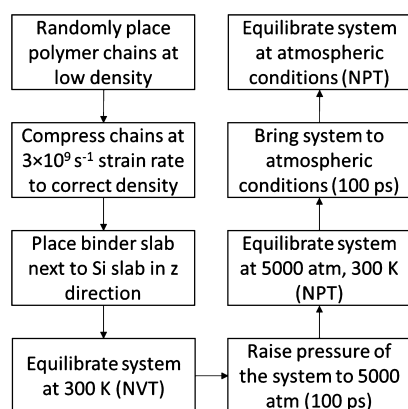 Randomly place
polymer chains at
low density
Compress chains at
3×10⁹ s⁻¹ strain rate
to correct density
Place binder slab
next to Si slab in z
direction
Equilibrate system
at 300 K (NVT)
Raise pressure of
the system to 5000
atm (100 ps)
Equilibrate system
at 5000 atm, 300 K
(NPT)
Bring system to
atmospheric
conditions (100 ps)
Equilibrate system
at atmospheric
conditions (NPT)